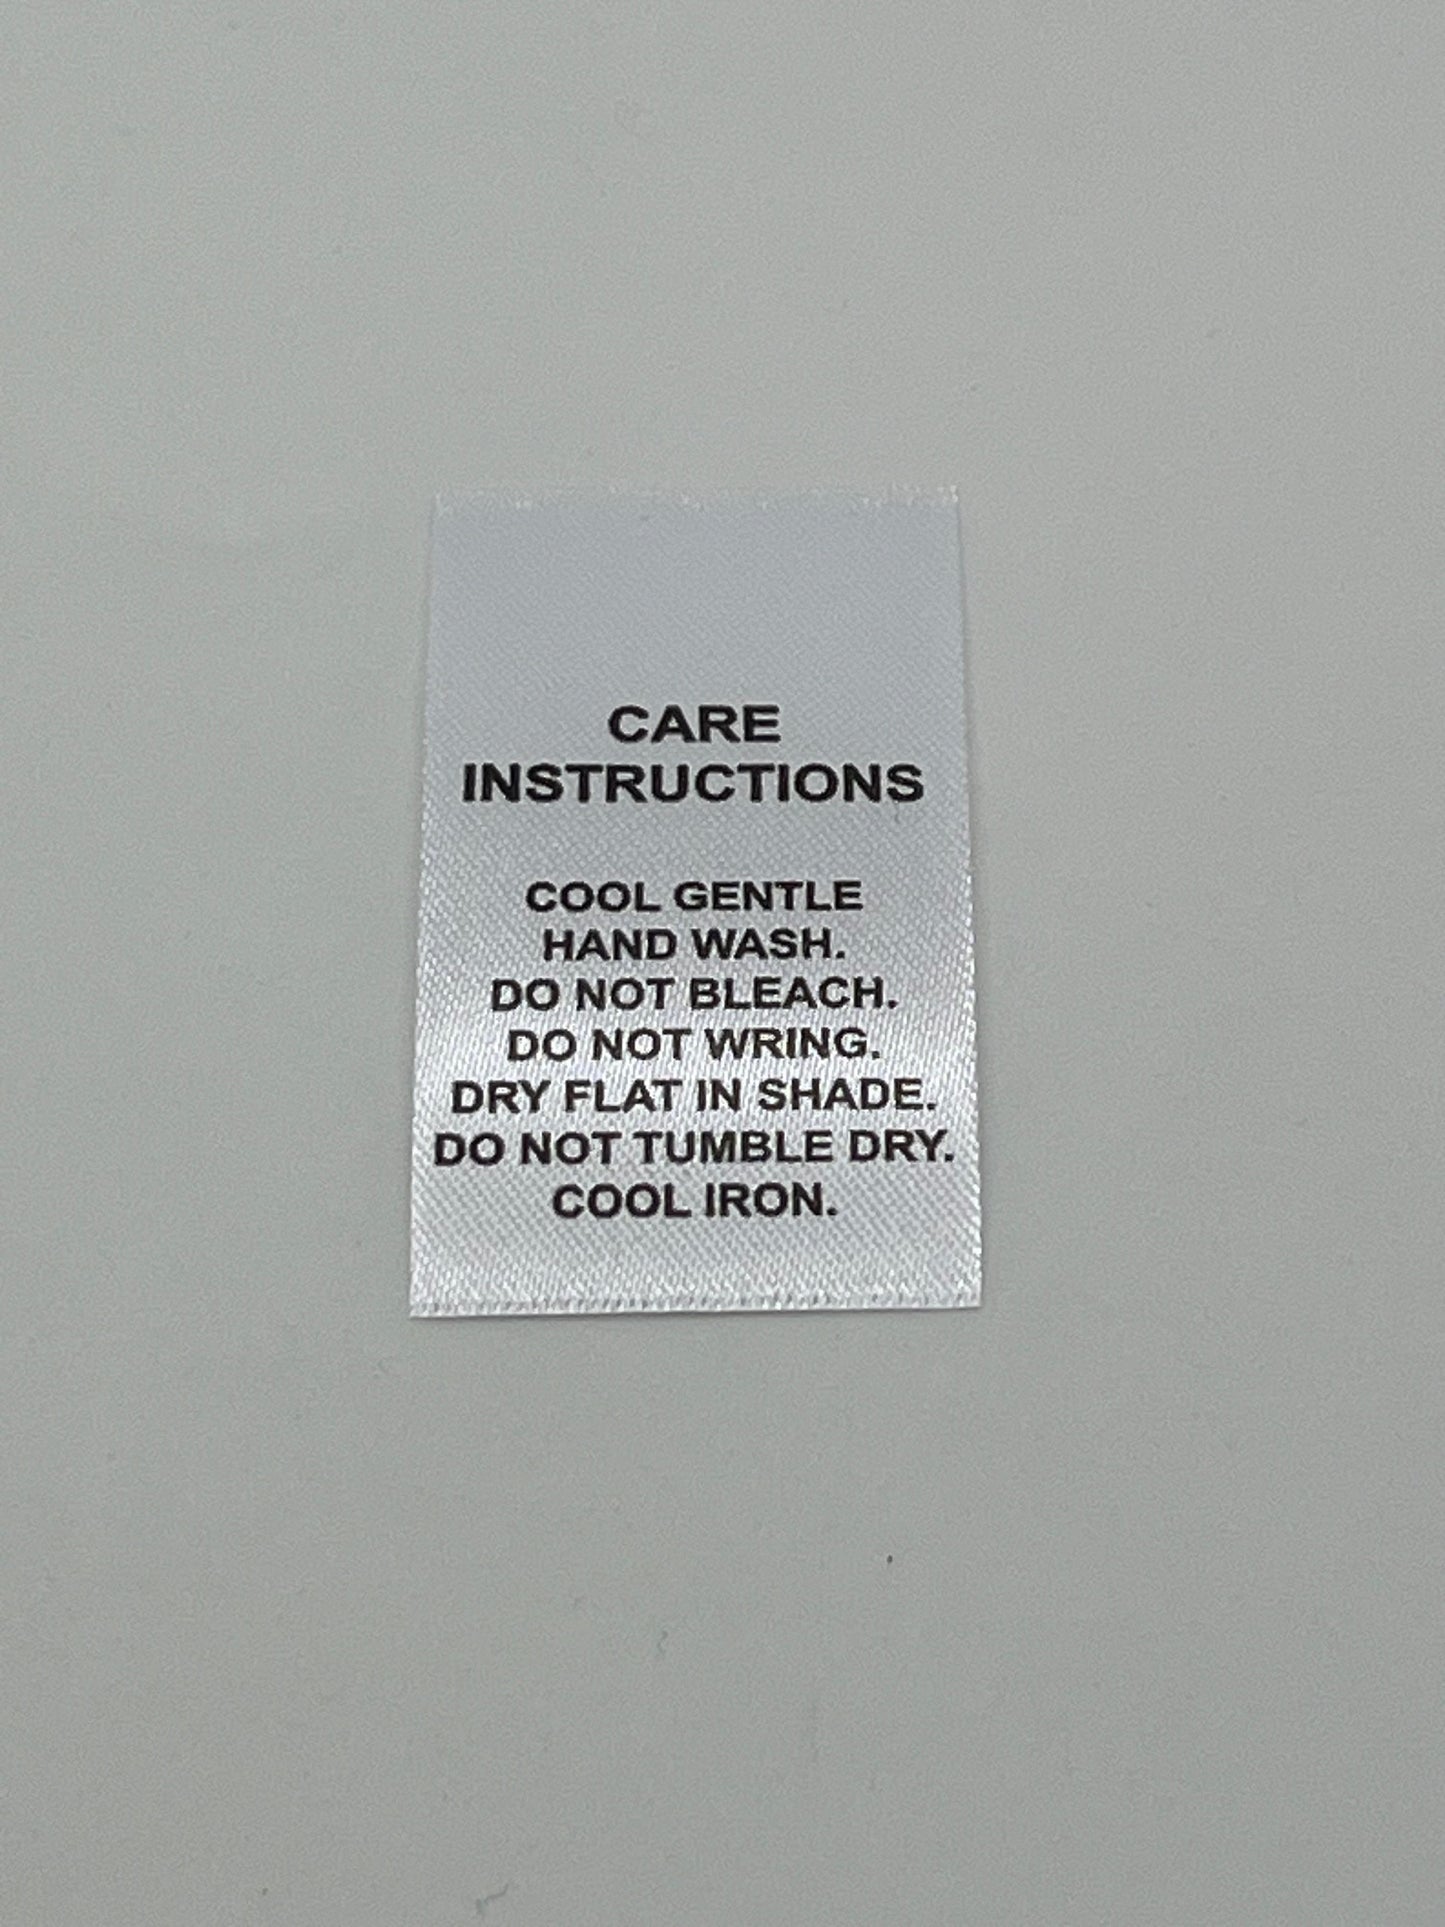 CARE
INSTRUCTIONS
COOL GENTLE
HAND WASH.
DO NOT BLEACH.
DO NOT WRING.
DRY FLAT IN SHADE.
DO NOT TUMBLE DRY.
COOL IRON.